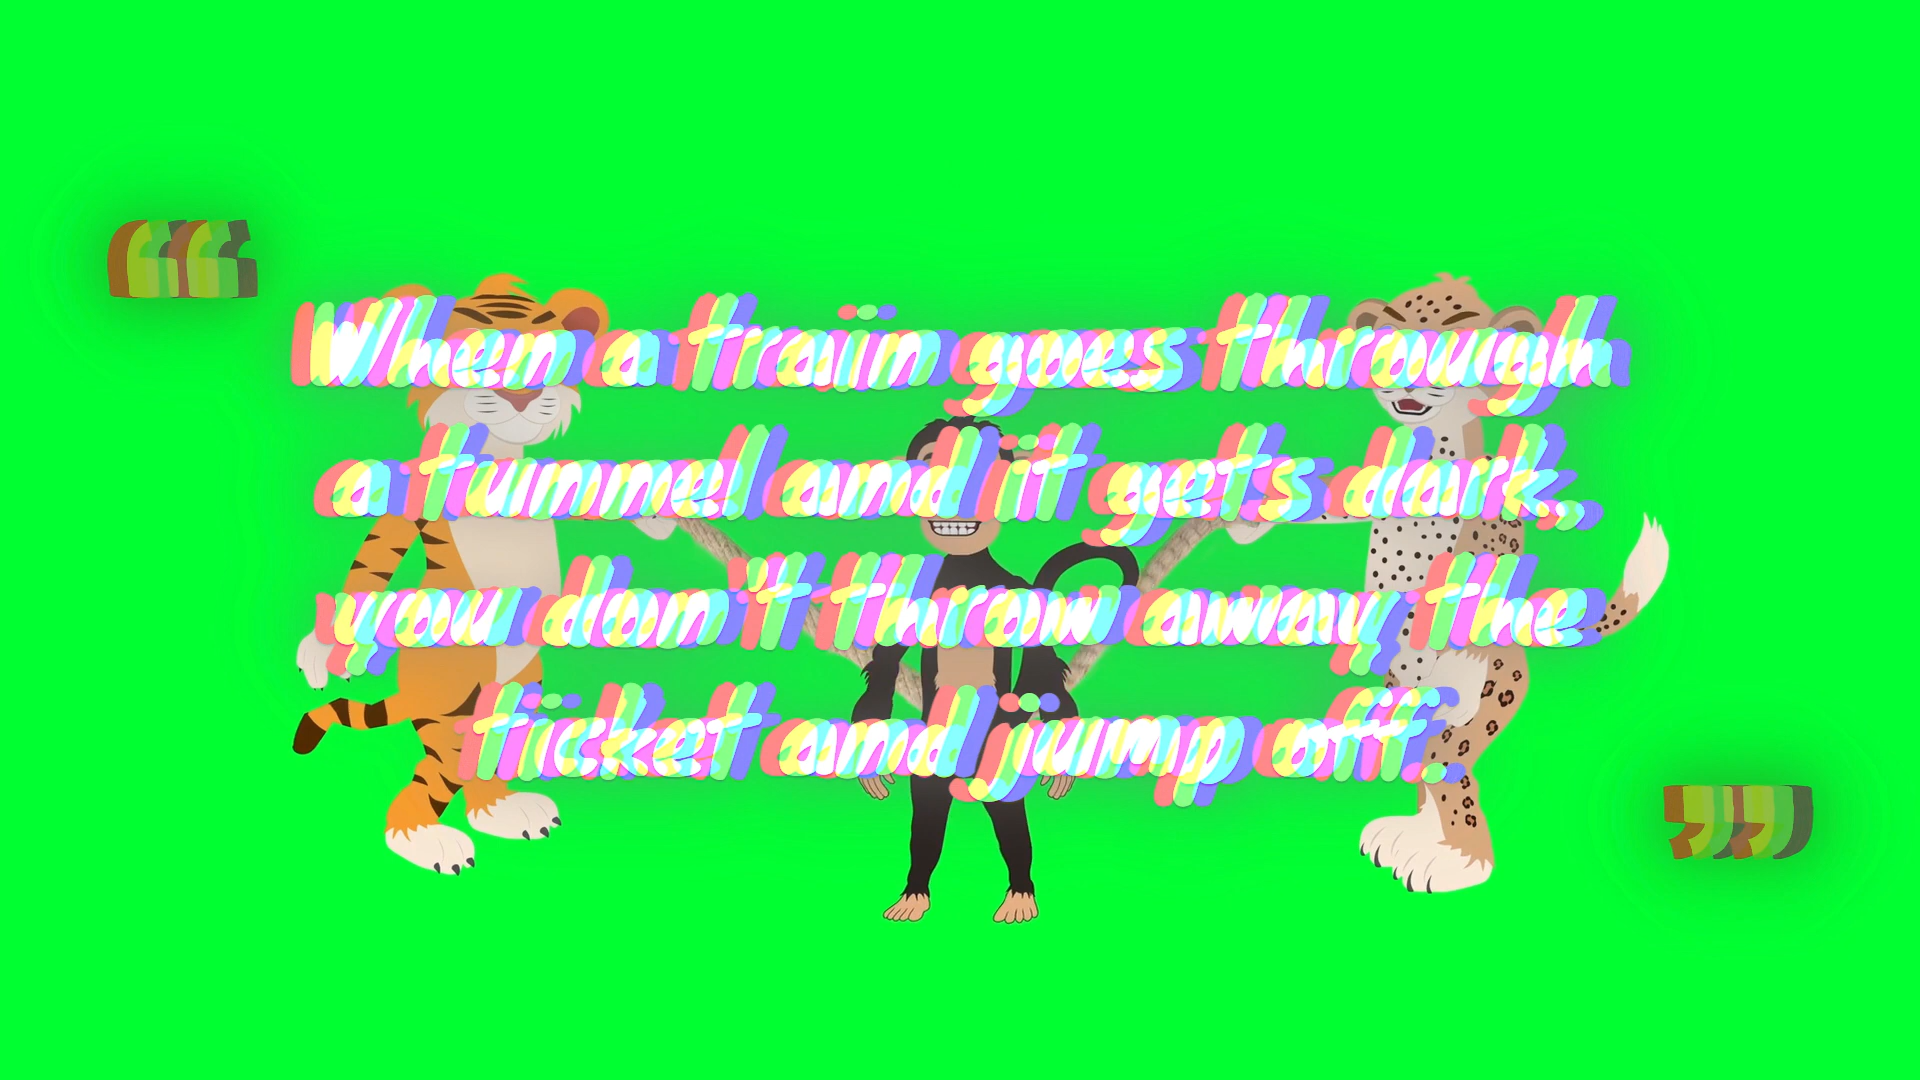 “
When a train goes through
a tunnel and it gets dark,
you don't throw away the
ticket and jump off.
”